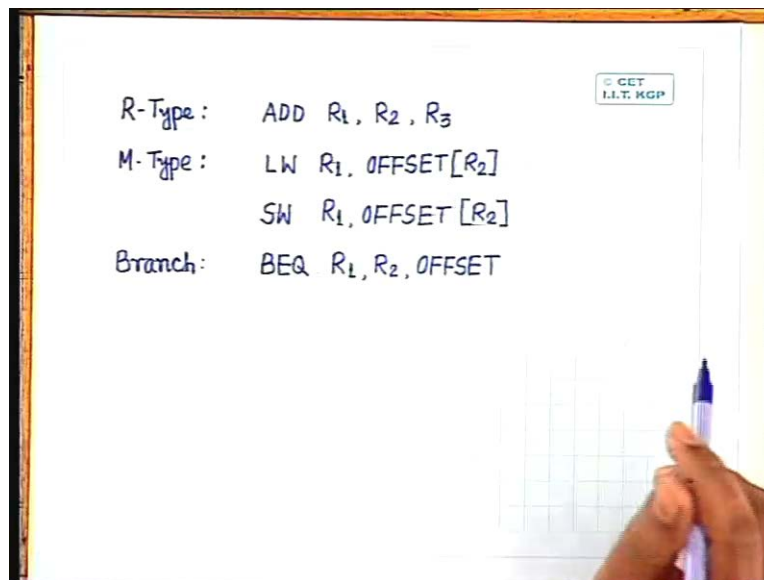 © CET
I.I.T. KGP
R-Type: ADD R1, R2, R3
M-Type: LW R1, OFFSET[R2]
SW R1, OFFSET[R2]
Branch: BEQ R1, R2, OFFSET